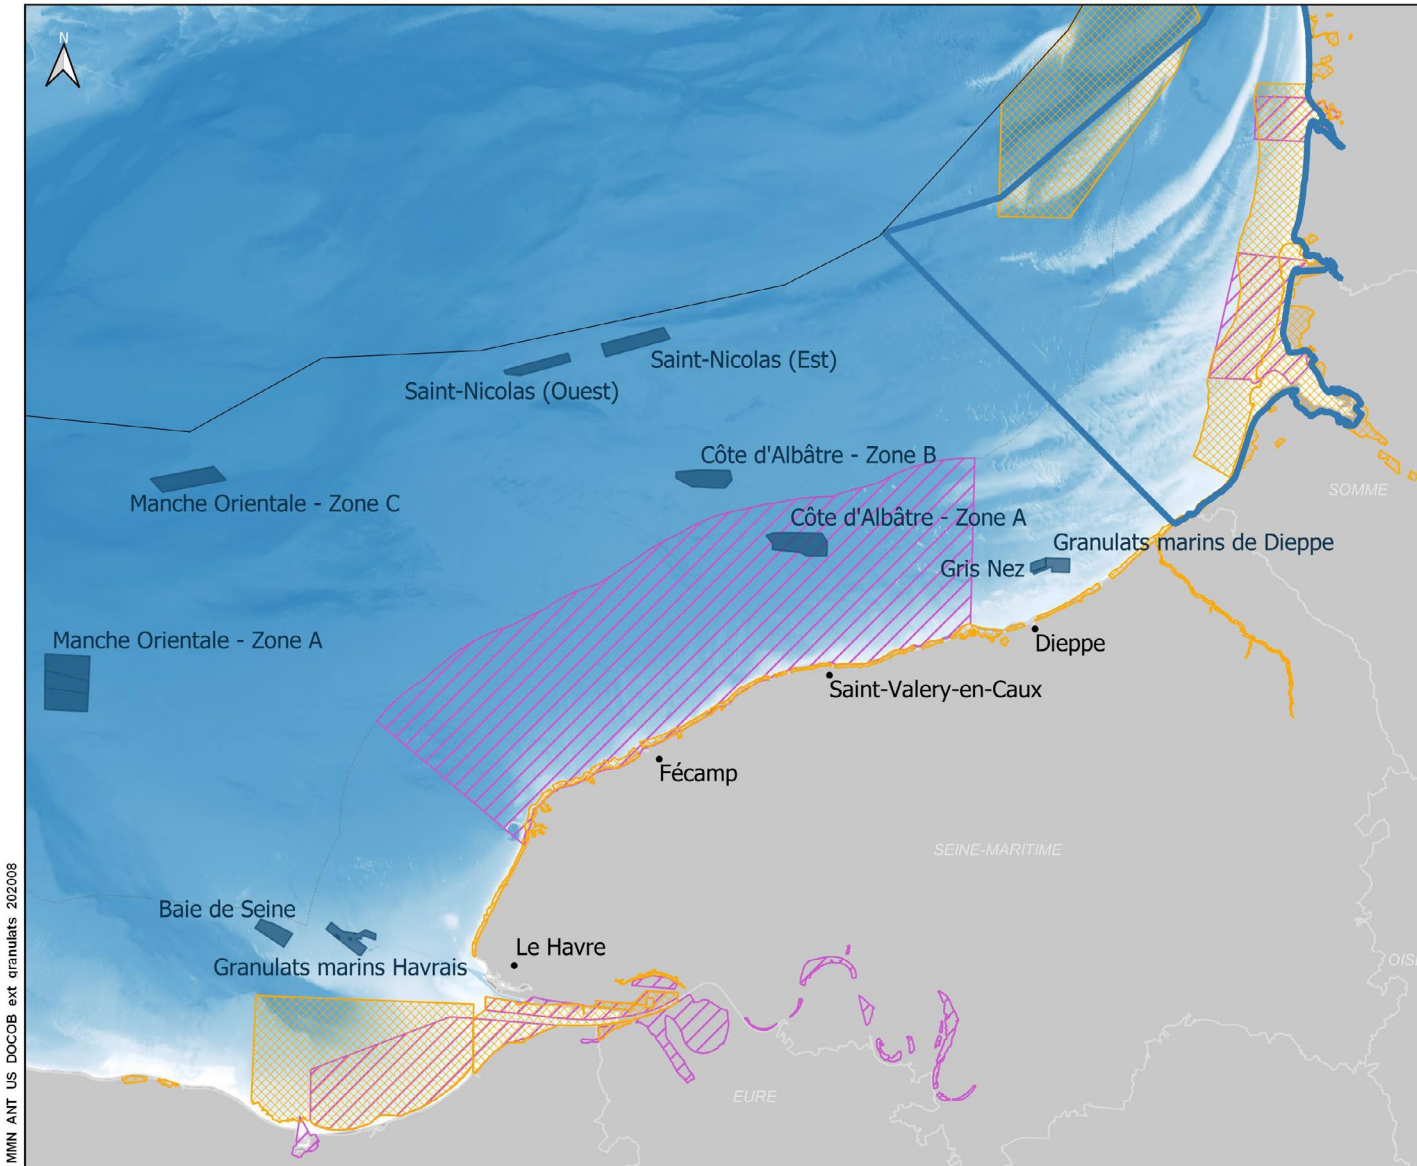 N
Saint-Nicolas (Est)
Saint-Nicolas (Ouest)
Côte d'Albâtre - Zone B
Manche Orientale - Zone C
SOMME
Côte d'Albâtre - Zone A
Granulats marins de Dieppe
Gris Nez
Manche Orientale - Zone A
Dieppe
Saint-Valery-en-Caux
Fécamp
SEINE-MARITIME
Baie de Seine
Le Havre
Granulats marins Havrais
OIS
EURE
MMN ANT US DOCOB ext granulats 202008